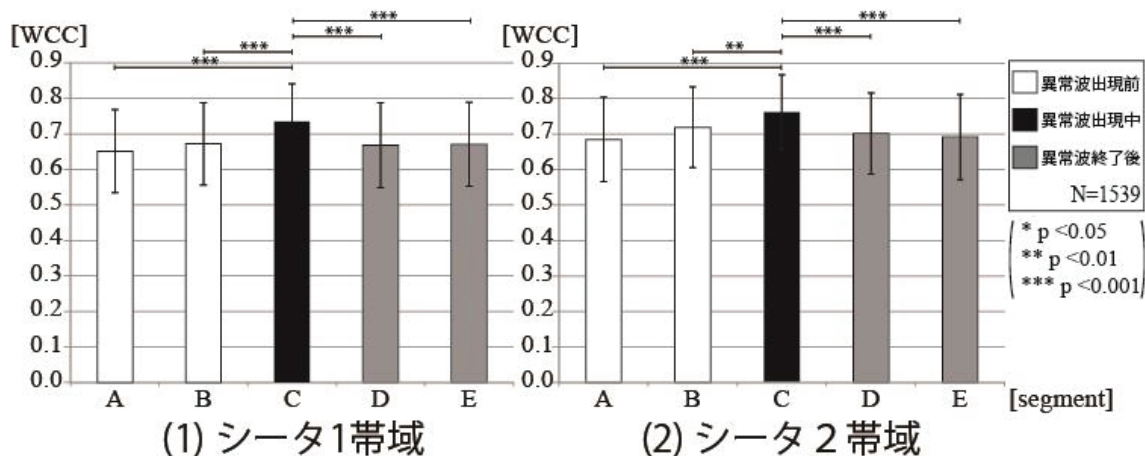 [WCC]
0.9
0.8
0.7
0.6
0.5
0.4
0.3
0.2
0.1
0.0
***
***
***
***
A B C D E
(1) シータ1帯域
[WCC]
0.9
0.8
0.7
0.6
0.5
0.4
0.3
0.2
0.1
0.0
***
***
**
***
A B C D E
[segment]
(2) シータ２帯域
異常波出現前
異常波出現中
異常波終了後
N=1539
* p <0.05
** p <0.01
*** p <0.001